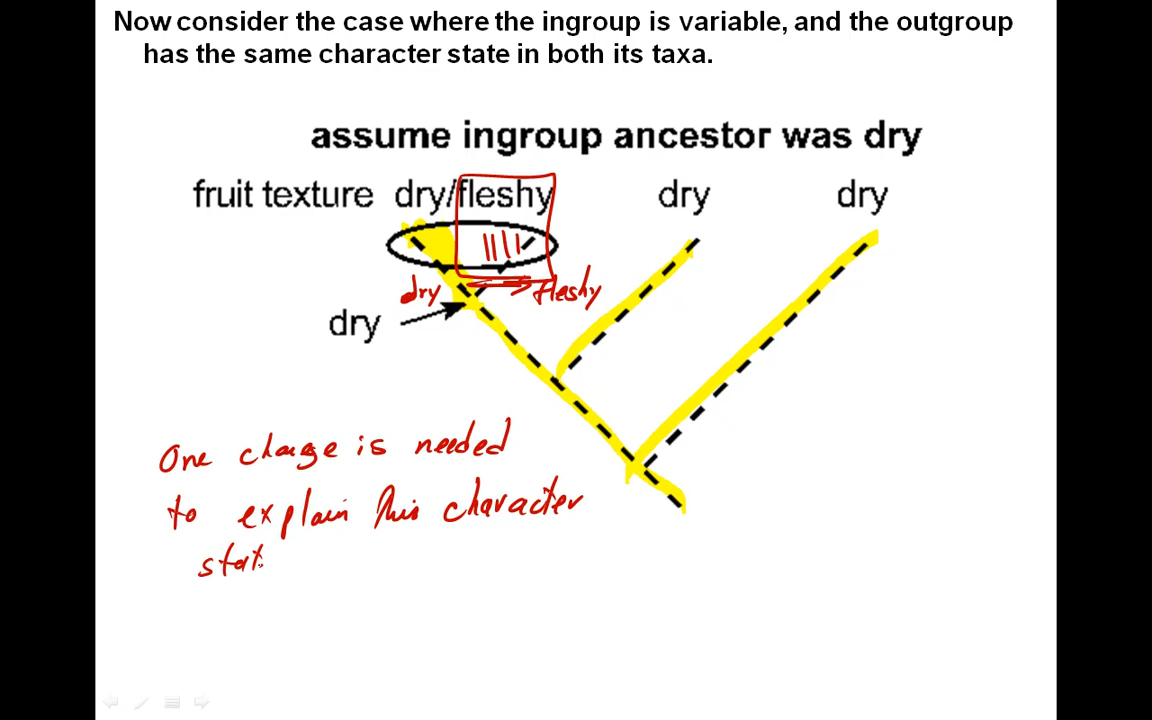 Now consider the case where the ingroup is variable, and the outgroup
has the same character state in both its taxa.
assume ingroup ancestor was dry
fruit texture dry/fleshy dry dry
dry fleshy
dry
One change is needed
to explain this character
stat